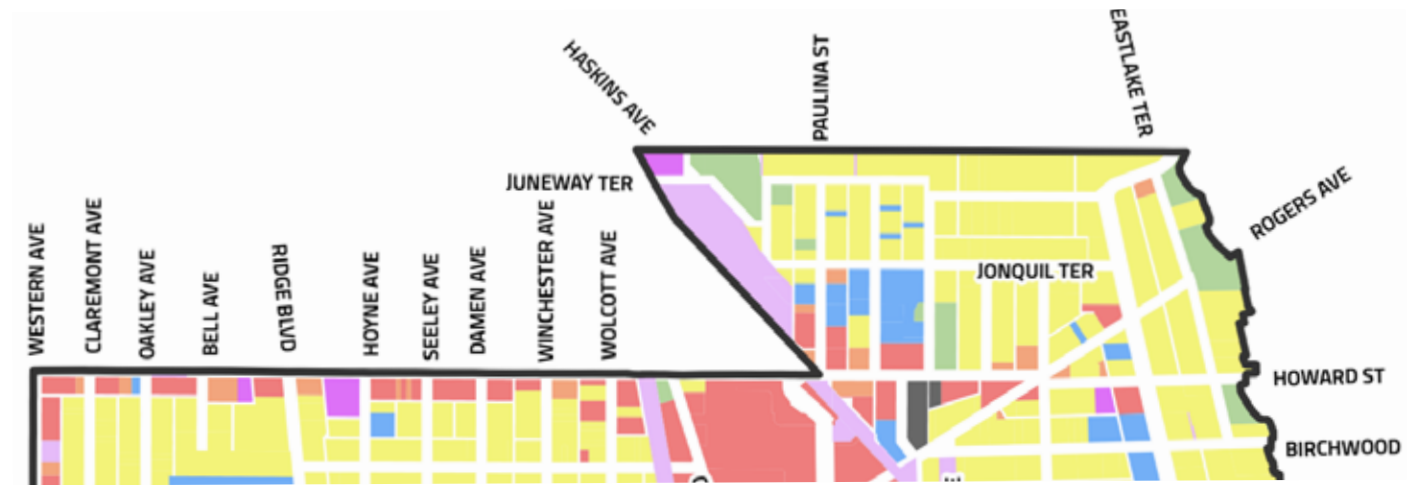 HASKINS AVE
PAULINA ST
EASTLAKE TER
JUNEWAY TER
ROGERS AVE
WESTERN AVE
CLAREMONT AVE
OAKLEY AVE
BELL AVE
RIDGE BLVD
HOYNE AVE
SEELEY AVE
DAMEN AVE
WINCHESTER AVE
WOLCOTT AVE
JONQUIL TER
HOWARD ST
BIRCHWOOD